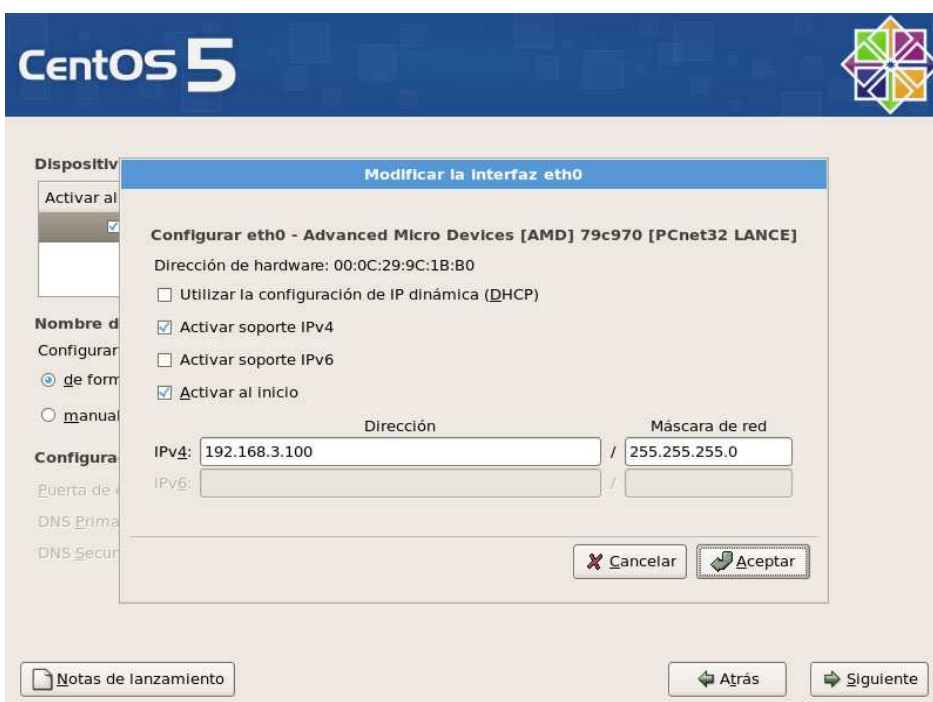 CentOS 5
Dispositiv
Modificar la interfaz eth0
Activar al
Configurar eth0 - Advanced Micro Devices [AMD] 79c970 [PCnet32 LANCE]
Dirección de hardware: 00:0C:29:9C:1B:B0
Utilizar la configuración de IP dinámica (DHCP)
Nombre d
Activar soporte IPv4
Configurar
Activar soporte IPv6
de form
Activar al inicio
manual
Dirección Máscara de red
IPv4: 192.168.3.100 / 255.255.255.0
Configura
IPv6: /
Puerta de e
DNS Prima
DNS Secun
Cancelar Aceptar
Notas de lanzamiento Atrás Siguiente